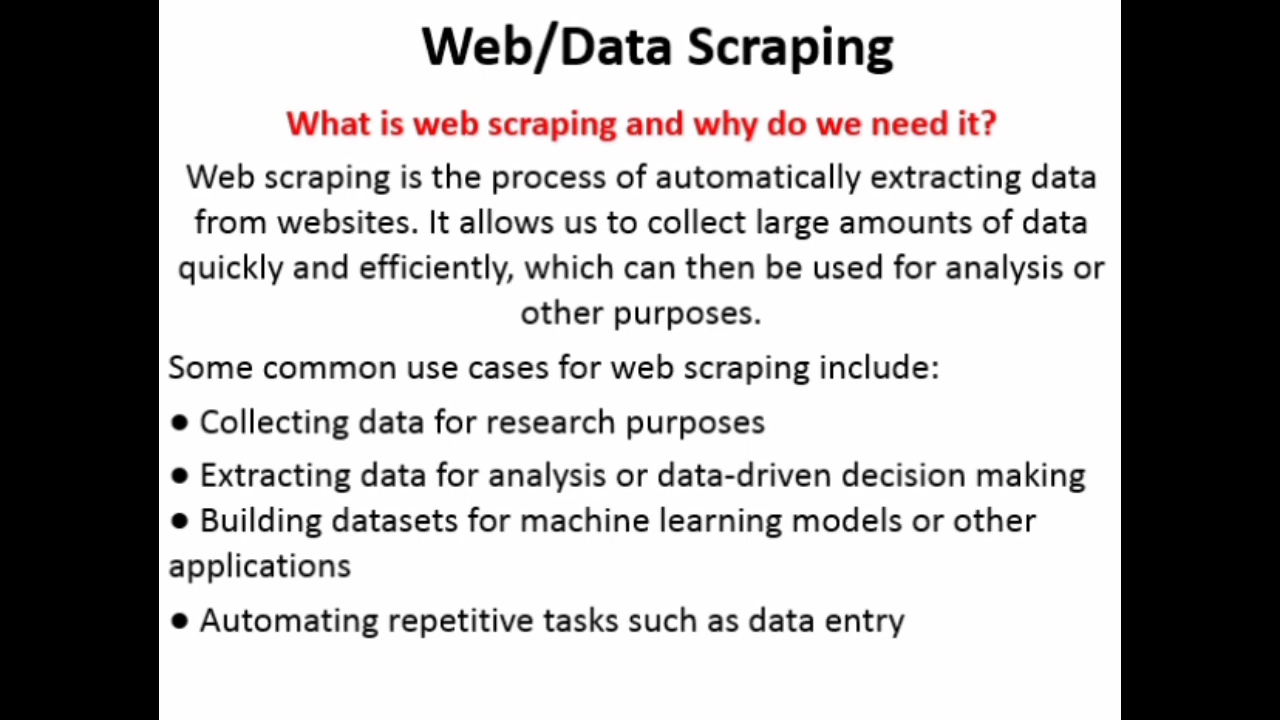 Web/Data Scraping
What is web scraping and why do we need it?
Web scraping is the process of automatically extracting data
from websites. It allows us to collect large amounts of data
quickly and efficiently, which can then be used for analysis or
other purposes.
Some common use cases for web scraping include:
● Collecting data for research purposes
● Extracting data for analysis or data-driven decision making
● Building datasets for machine learning models or other
applications
● Automating repetitive tasks such as data entry